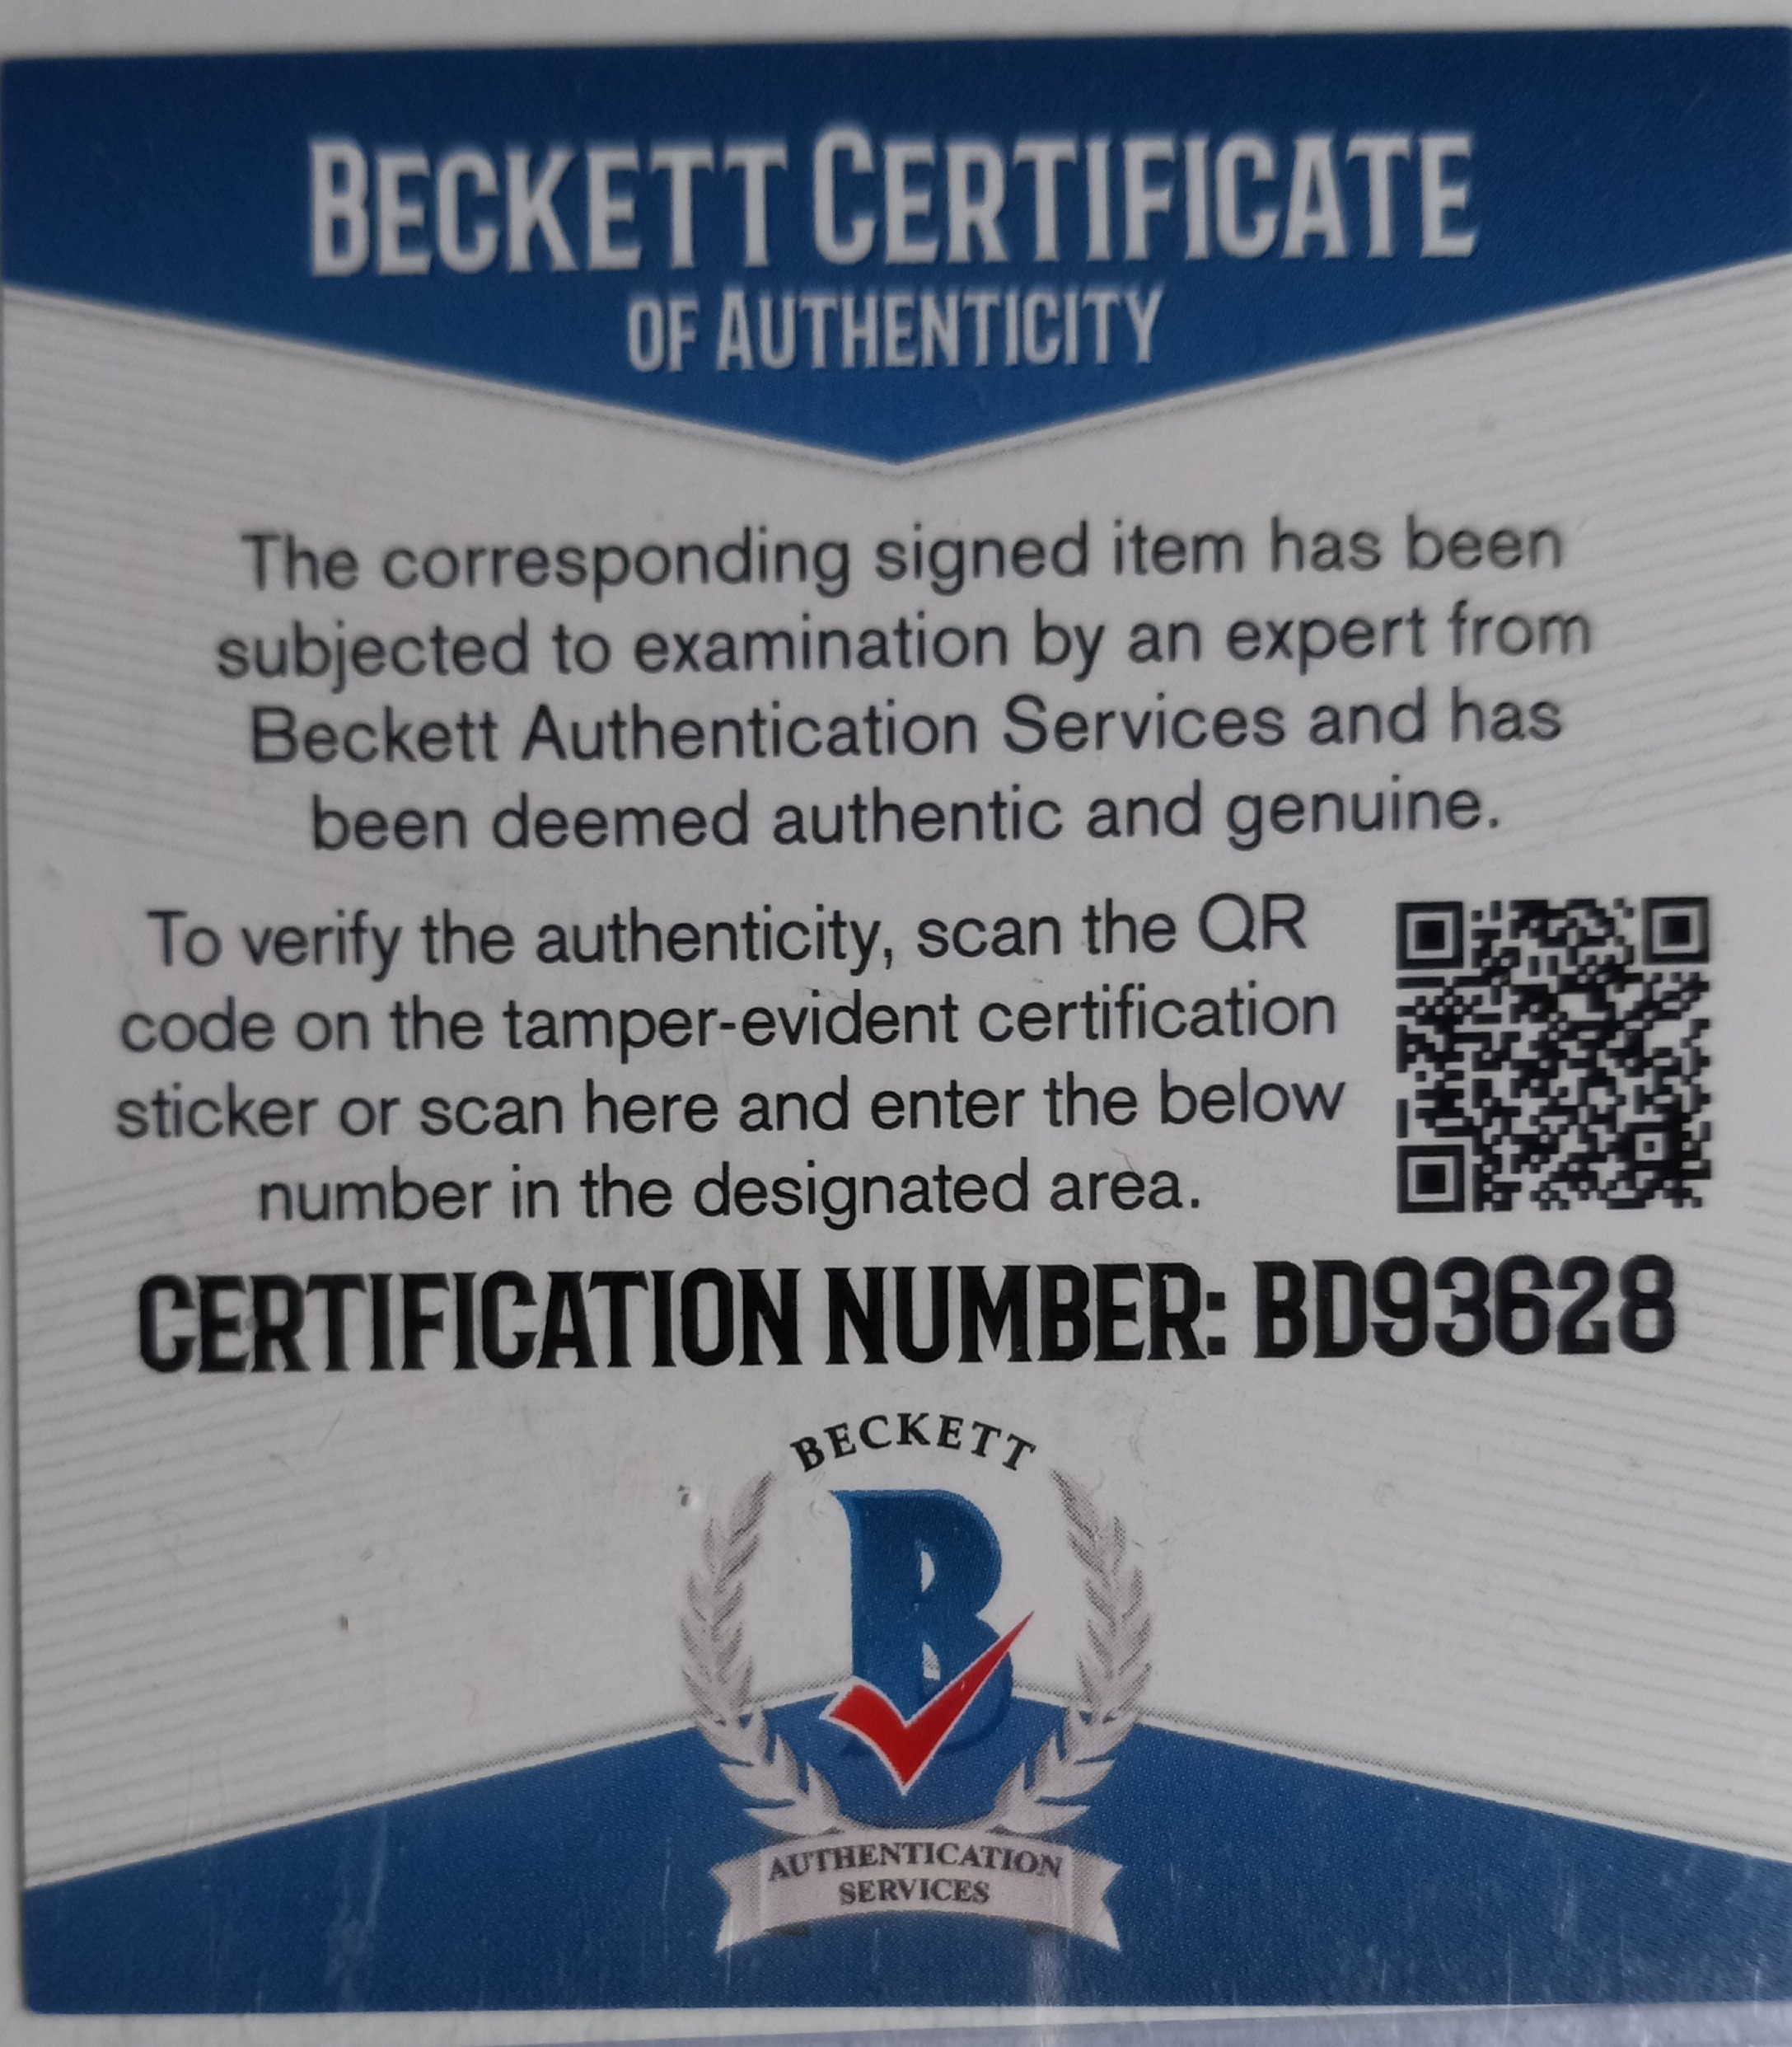 BECKETT CERTIFICATE
OF AUTHENTICITY
The corresponding signed item has been
subjected to examination by an expert from
Beckett Authentication Services and has
been deemed authentic and genuine.
To verify the authenticity, scan the QR
code on the tamper-evident certification
sticker or scan here and enter the below
number in the designated area.
CERTIFICATION NUMBER: BD93628
BECKETT
B
AUTHENTICATION
SERVICES